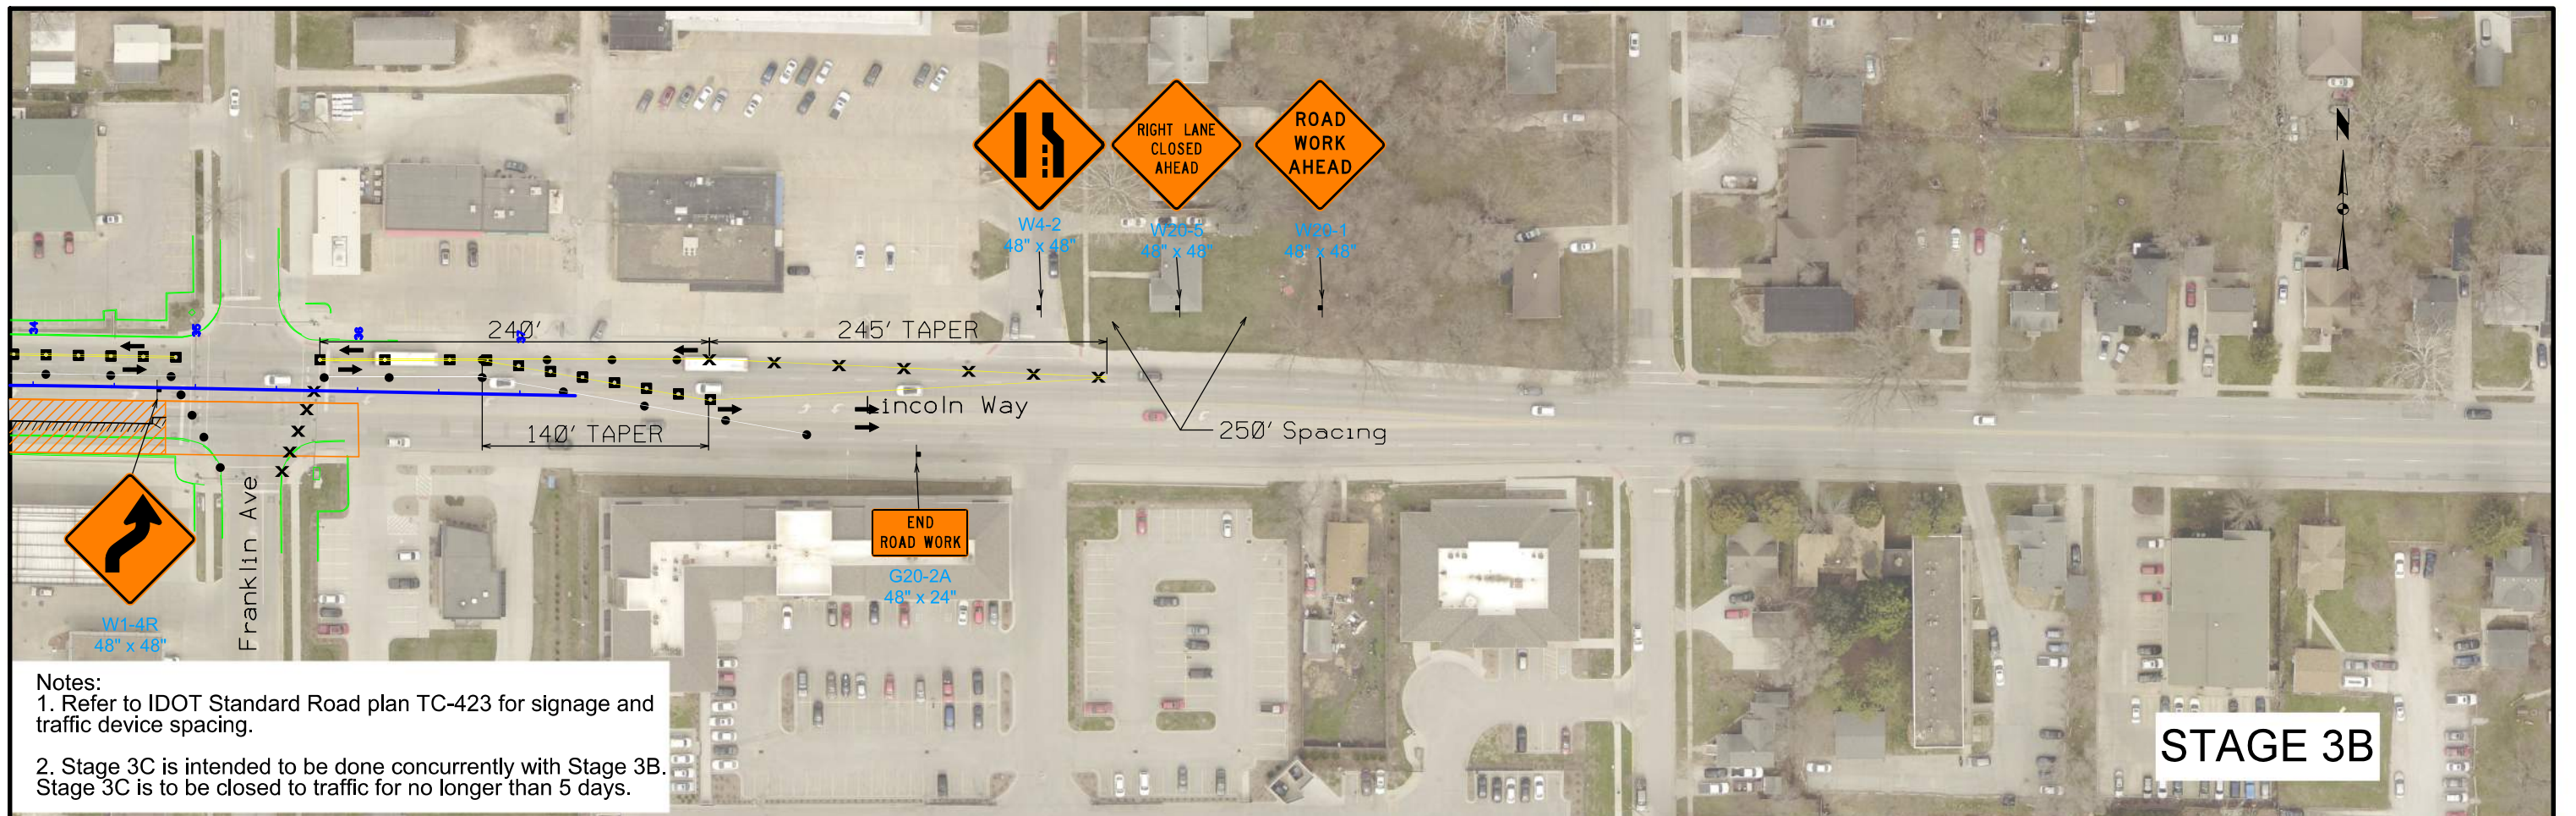 ROAD
WORK
AHEAD
RIGHT LANE
CLOSED
AHEAD
W4-2
48" x 48"
W20-5
48" x 48"
W20-1
48" x 48"
N
34
35
36
37
240'
245' TAPER
Lincoln Way
140' TAPER
250' Spacing
END
ROAD WORK
G20-2A
48" x 24"
Franklin Ave
W1-4R
48" x 48"
Notes:
1. Refer to IDOT Standard Road plan TC-423 for signage and
traffic device spacing.
2. Stage 3C is intended to be done concurrently with Stage 3B.
Stage 3C is to be closed to traffic for no longer than 5 days.
STAGE 3B